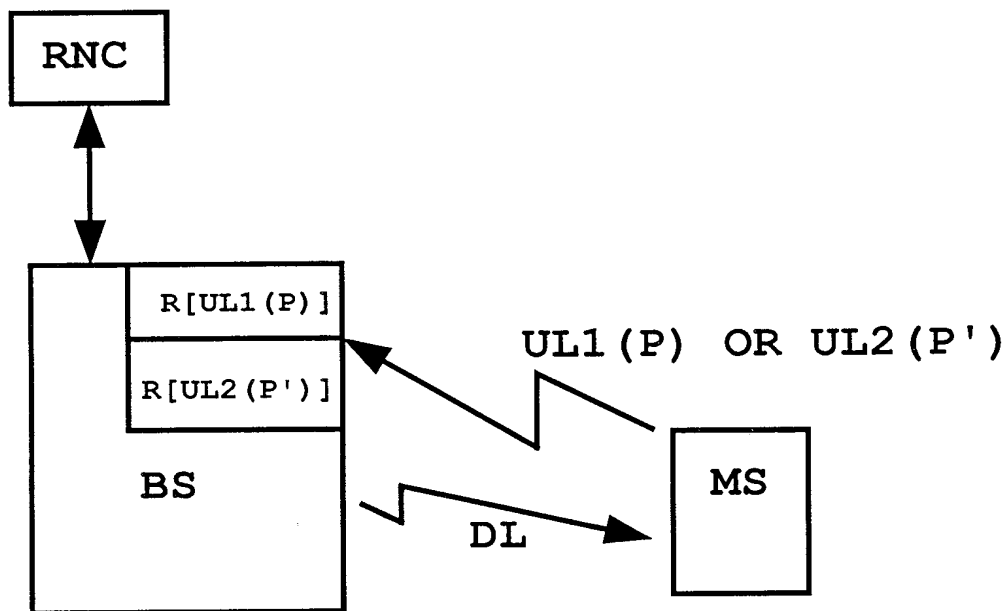 RNC
R[UL1(P)]
UL1(P) OR UL2(P')
R[UL2(P')]
BS
MS
DL